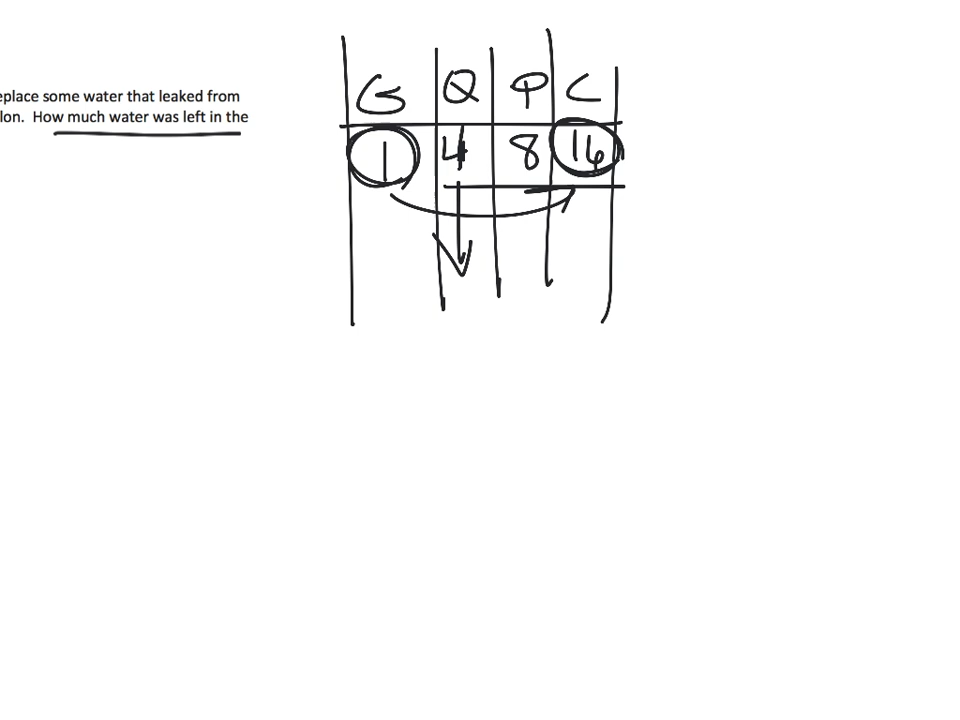 eplace some water that leaked from
lon. How much water was left in the
G Q P C
1 4 8 16